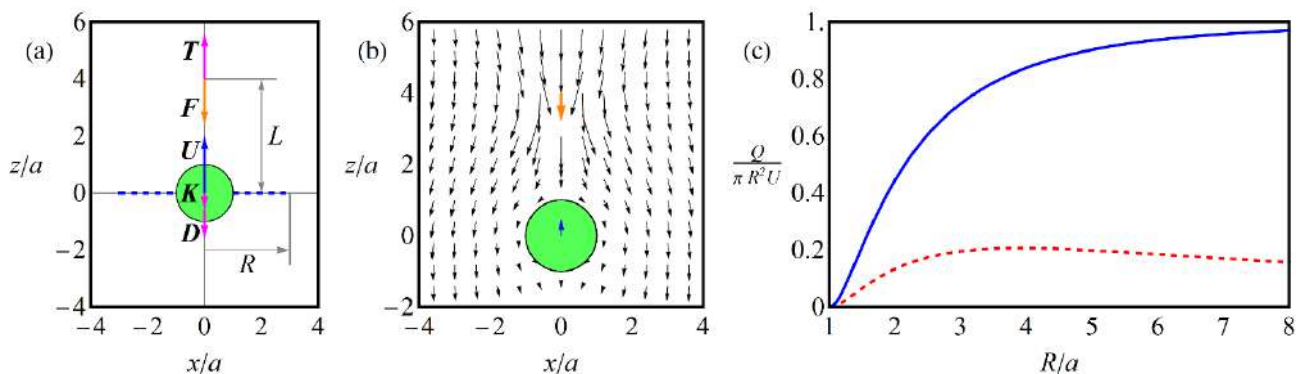 (a)
6
4
2
0
−2
−4
z/a
T
F
U
K
D
L
R
−4 −2 0 2 4
x/a
(b)
6
4
2
0
−2
z/a
−4 −2 0 2 4
x/a
(c)
1.
0.8
0.6
0.4
0.2
0
Q
π R² U
1 2 3 4 5 6 7 8
R/a